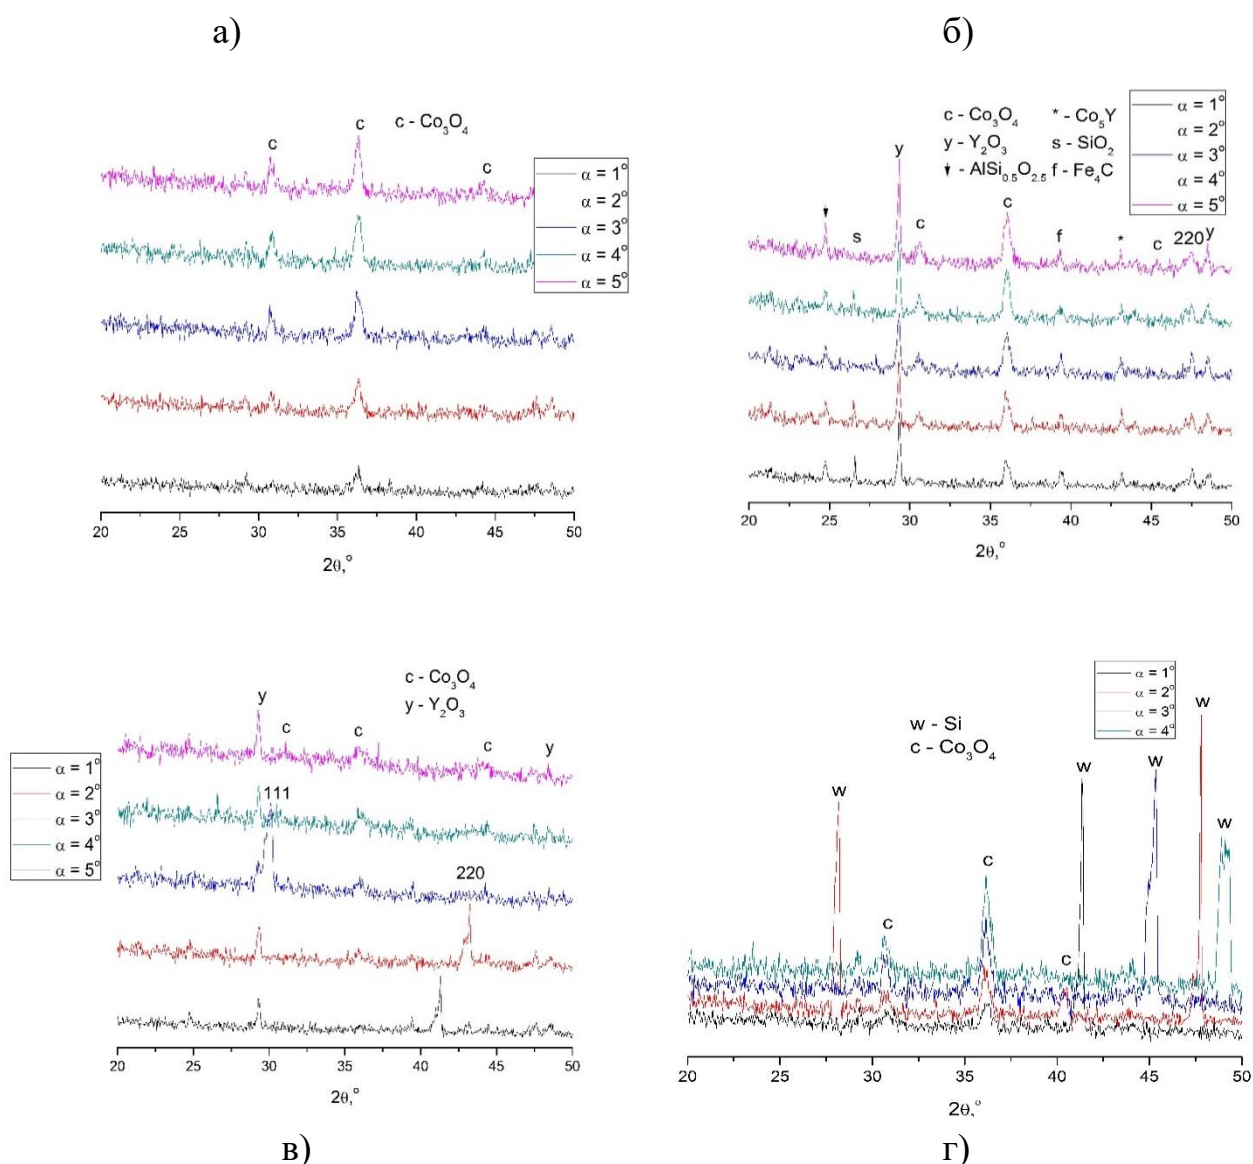 а)
б)
c - Co₃O₄
c
c
c
α = 1°
α = 2°
α = 3°
α = 4°
α = 5°
20 25 30 35 40 45 50
2θ,°
c - Co₃O₄ * - Co₅Y
y - Y₂O₃ s - SiO₂
- AlSi₀.₅O₂.₅ f - Fe₄C
α = 1°
α = 2°
α = 3°
α = 4°
α = 5°
y
s
c
c
f
*
c
220
y
20 25 30 35 40 45 50
2θ,°
c - Co₃O₄
y - Y₂O₃
y
c
c
c
y
111
220
α = 1°
α = 2°
α = 3°
α = 4°
α = 5°
20 25 30 35 40 45 50
2θ,°
w - Si
c - Co₃O₄
α = 1°
α = 2°
α = 3°
α = 4°
w
c
c
c
w
w
w
w
20 25 30 35 40 45 50
2θ,°
в)
г)